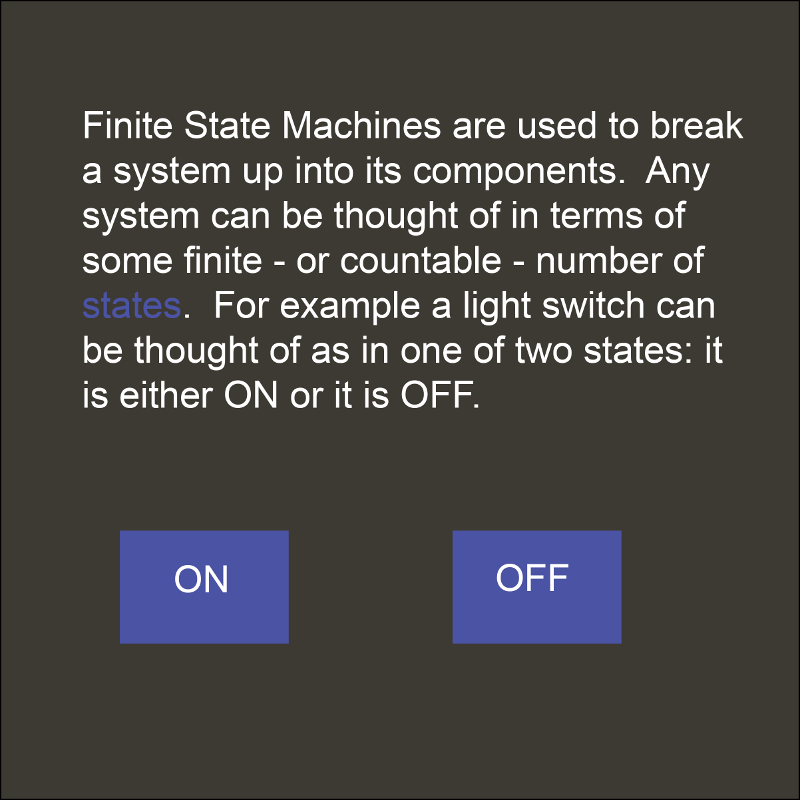 Finite State Machines are used to break
a system up into its components.  Any
system can be thought of in terms of
some finite - or countable - number of
states.  For example a light switch can
be thought of as in one of two states: it
is either ON or it is OFF.
ON
OFF